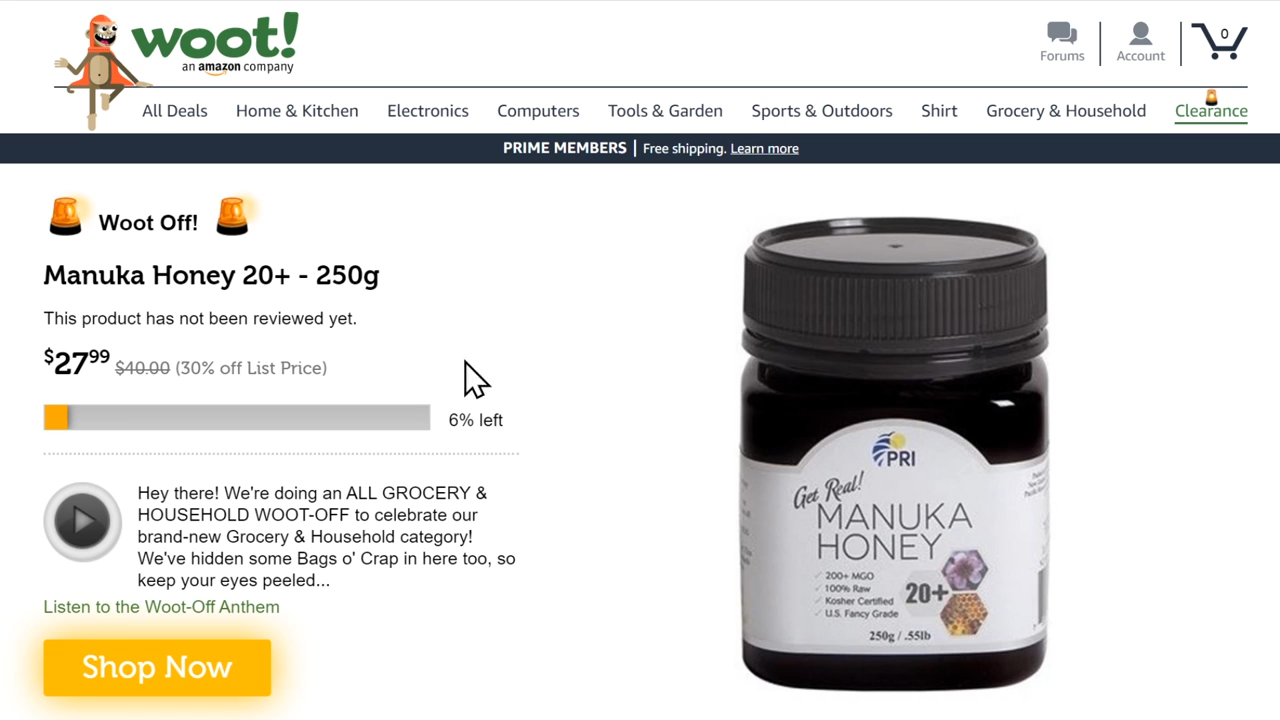 woot!
an amazon company
Forums
Account
0
All Deals
Home & Kitchen
Electronics
Computers
Tools & Garden
Sports & Outdoors
Shirt
Grocery & Household
Clearance
PRIME MEMBERS | Free shipping. Learn more
Woot Off!
Manuka Honey 20+ - 250g
This product has not been reviewed yet.
$27.99 $40.00 (30% off List Price)
6% left
Hey there! We're doing an ALL GROCERY &
HOUSEHOLD WOOT-OFF to celebrate our
brand-new Grocery & Household category!
We've hidden some Bags o' Crap in here too, so
keep your eyes peeled...
Listen to the Woot-Off Anthem
Shop Now
PRI
Get Real!
MANUKA
HONEY
200+ MGO
100% Raw
Kosher Certified
U.S. Fancy Grade
20+
250g / .55lb